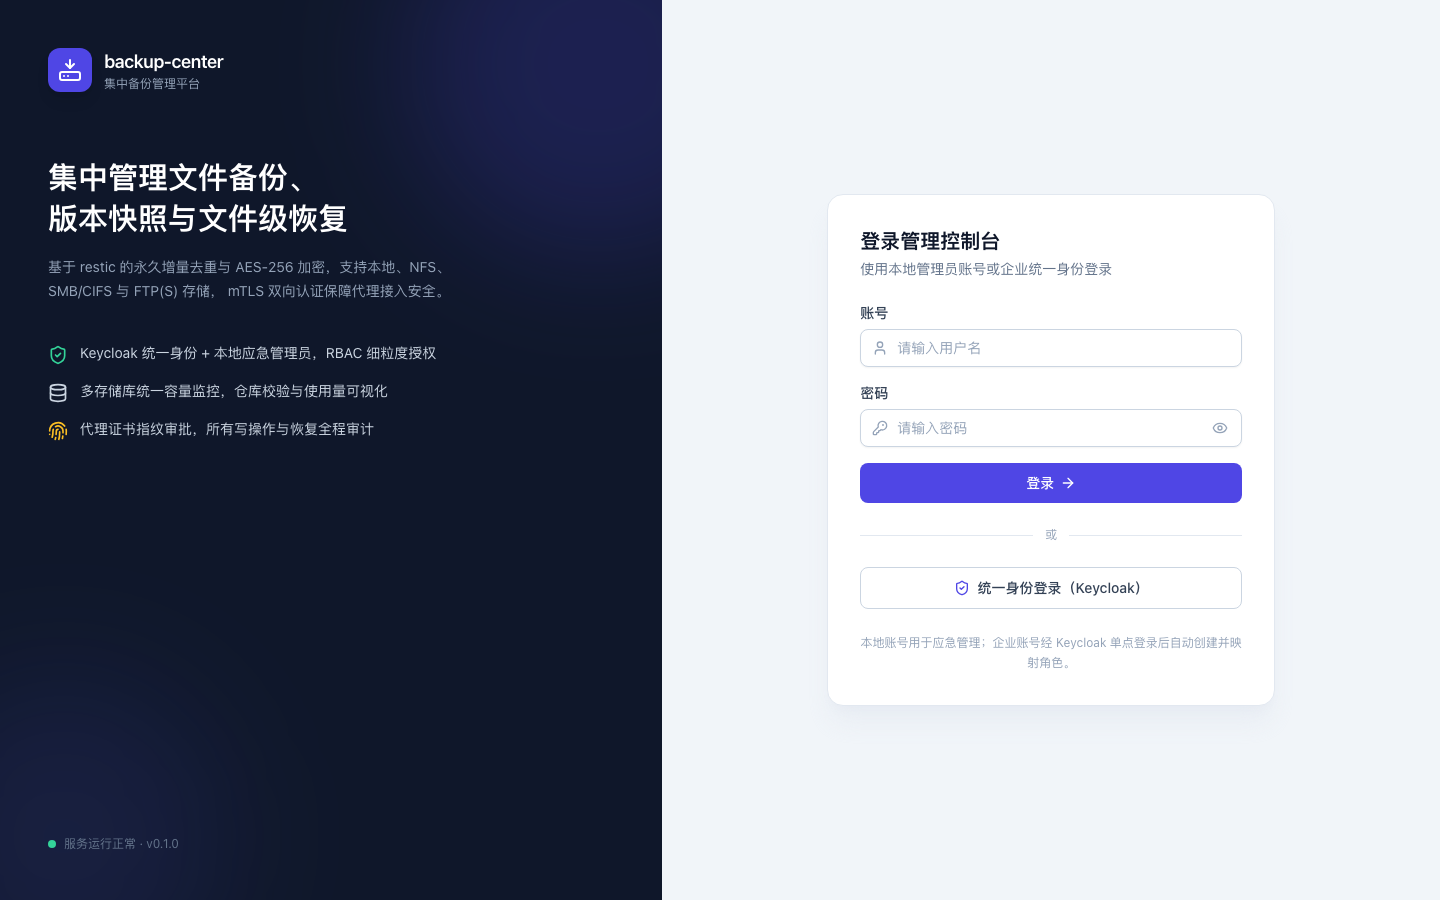 backup-center
集中备份管理平台
集中管理文件备份、
版本快照与文件级恢复
基于 restic 的永久增量去重与 AES-256 加密，支持本地、NFS、
SMB/CIFS 与 FTP(S) 存储， mTLS 双向认证保障代理接入安全。
Keycloak 统一身份 + 本地应急管理员，RBAC 细粒度授权
多存储库统一容量监控，仓库校验与使用量可视化
代理证书指纹审批，所有写操作与恢复全程审计
服务运行正常 · v0.1.0
登录管理控制台
使用本地管理员账号或企业统一身份登录
账号
请输入用户名
密码
请输入密码
登录
或
统一身份登录（Keycloak）
本地账号用于应急管理；企业账号经 Keycloak 单点登录后自动创建并映
射角色。